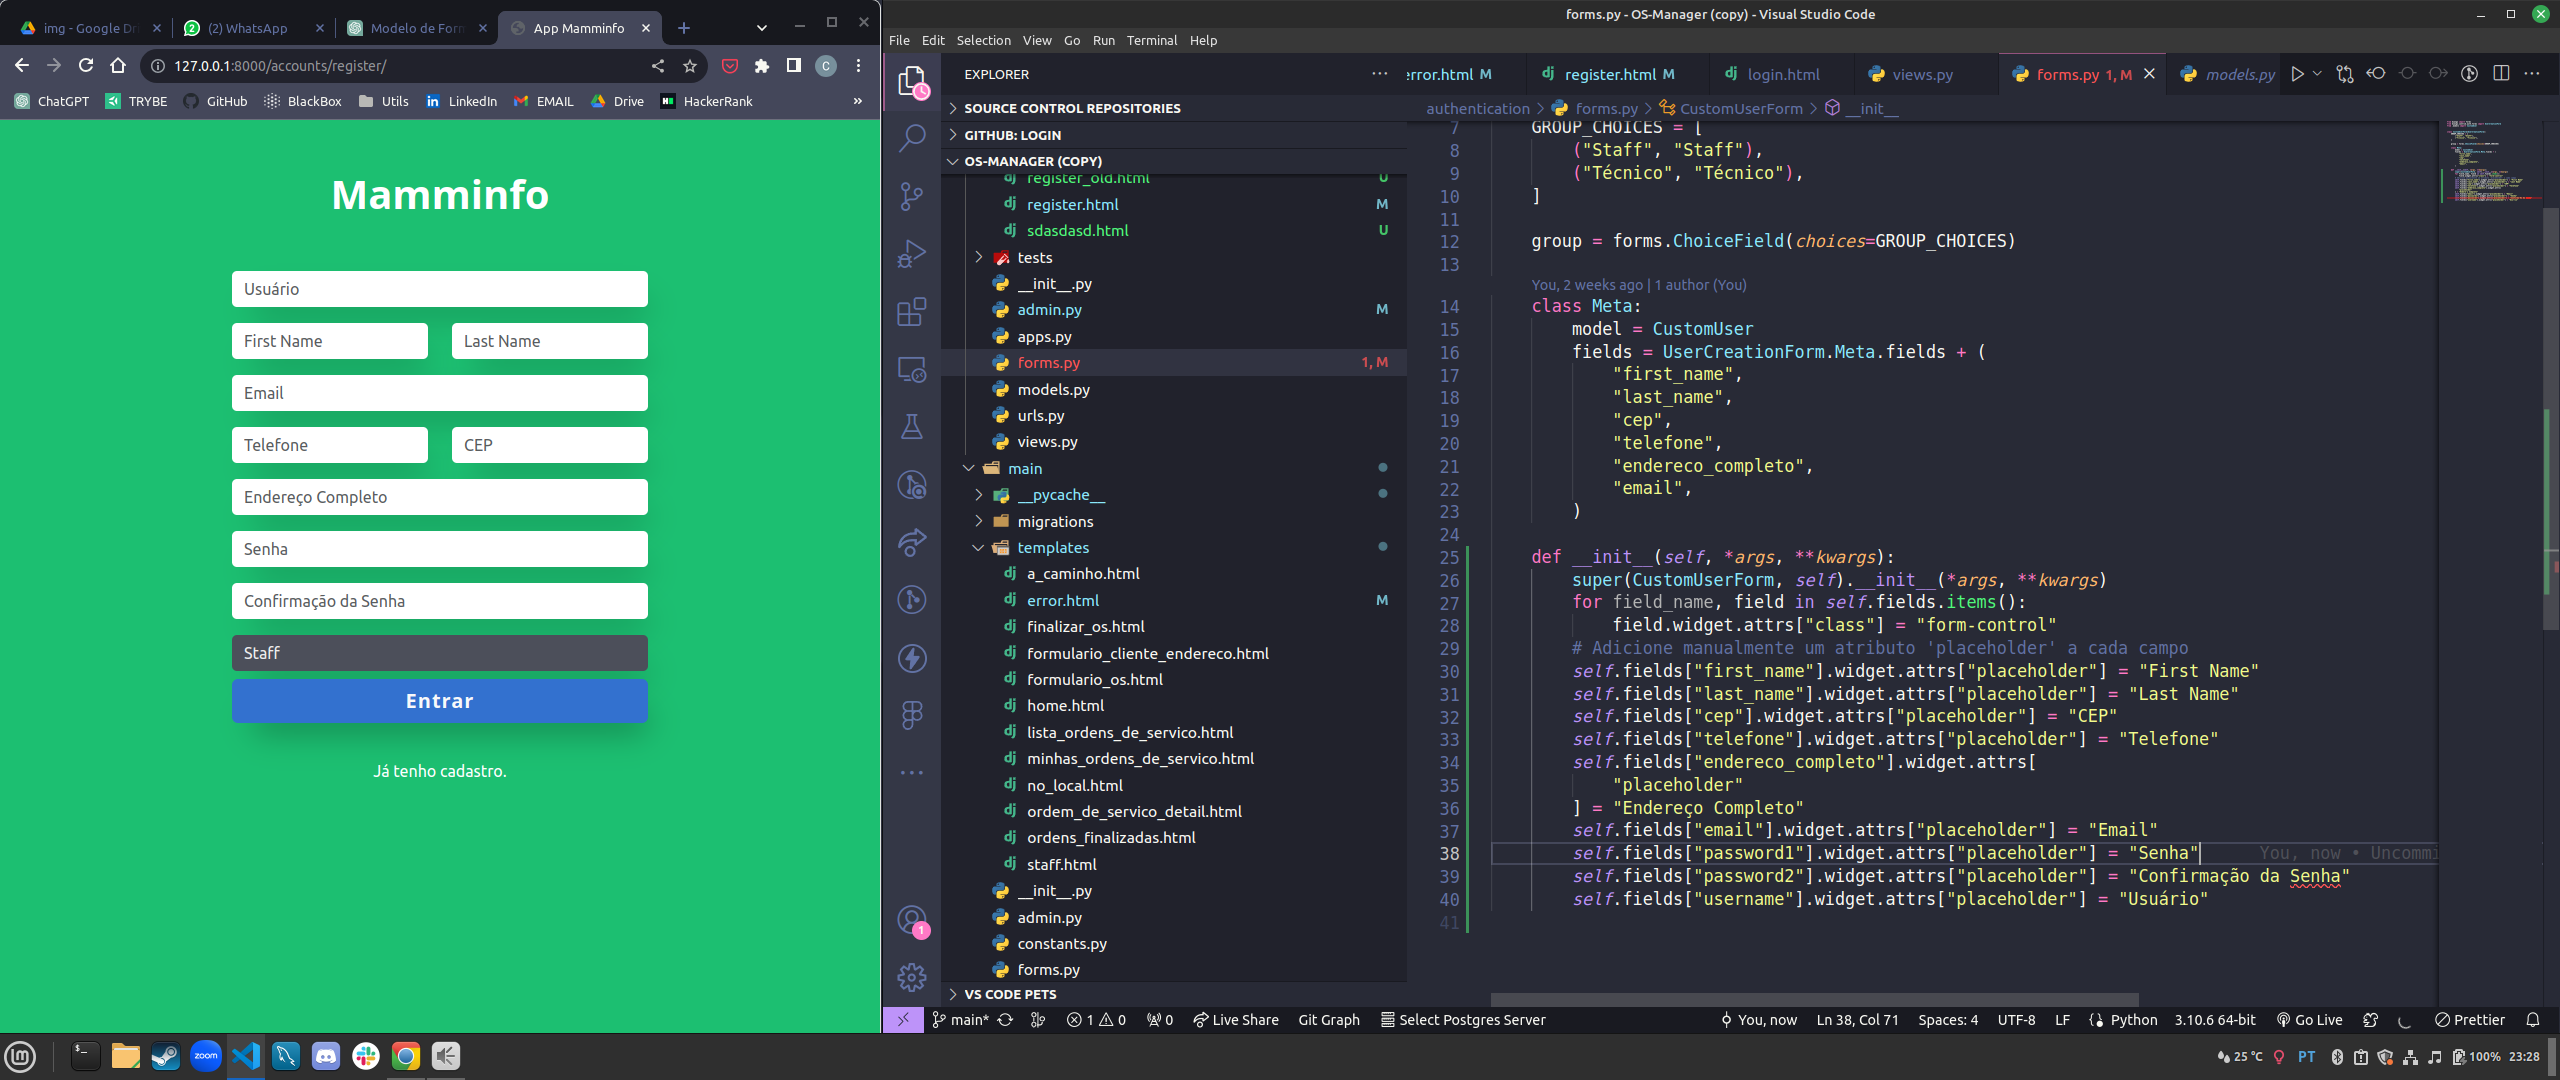 img - Google Dr
(2) WhatsApp
Modelo de Form
App Mamminfo
127.0.0.1:8000/accounts/register/
C
ChatGPT
TRYBE
GitHub
BlackBox
Utils
LinkedIn
EMAIL
Drive
HackerRank
»
Mamminfo
Usuário
First Name
Last Name
Email
Telefone
CEP
Endereço Completo
Senha
Confirmação da Senha
Staff
Entrar
Já tenho cadastro.
forms.py - OS-Manager (copy) - Visual Studio Code
File Edit Selection View Go Run Terminal Help
EXPLORER
SOURCE CONTROL REPOSITORIES
GITHUB: LOGIN
OS-MANAGER (COPY)
register_old.html U
register.html M
sdasdasd.html U
tests
__init__.py
admin.py M
apps.py
forms.py 1, M
models.py
urls.py
views.py
main
__pycache__
migrations
templates
a_caminho.html
error.html M
finalizar_os.html
formulario_cliente_endereco.html
formulario_os.html
home.html
lista_ordens_de_servico.html
minhas_ordens_de_servico.html
no_local.html
ordem_de_servico_detail.html
ordens_finalizadas.html
staff.html
__init__.py
admin.py
constants.py
forms.py
VS CODE PETS
1
error.html M
register.html M
login.html
views.py
forms.py 1, M
models.py
authentication > forms.py > CustomUserForm > __init__
7 GROUP_CHOICES = [
8 ("Staff", "Staff"),
9 ("Técnico", "Técnico"),
10 ]
11
12 group = forms.ChoiceField(choices=GROUP_CHOICES)
13
You, 2 weeks ago | 1 author (You)
14 class Meta:
15 model = CustomUser
16 fields = UserCreationForm.Meta.fields + (
17 "first_name",
18 "last_name",
19 "cep",
20 "telefone",
21 "endereco_completo",
22 "email",
23 )
24
25 def __init__(self, *args, **kwargs):
26 super(CustomUserForm, self).__init__(*args, **kwargs)
27 for field_name, field in self.fields.items():
28 field.widget.attrs["class"] = "form-control"
29 # Adicione manualmente um atributo 'placeholder' a cada campo
30 self.fields["first_name"].widget.attrs["placeholder"] = "First Name"
31 self.fields["last_name"].widget.attrs["placeholder"] = "Last Name"
32 self.fields["cep"].widget.attrs["placeholder"] = "CEP"
33 self.fields["telefone"].widget.attrs["placeholder"] = "Telefone"
34 self.fields["endereco_completo"].widget.attrs[
35 "placeholder"
36 ] = "Endereço Completo"
37 self.fields["email"].widget.attrs["placeholder"] = "Email"
38 self.fields["password1"].widget.attrs["placeholder"] = "Senha" You, now • Uncommi
39 self.fields["password2"].widget.attrs["placeholder"] = "Confirmação da Senha"
40 self.fields["username"].widget.attrs["placeholder"] = "Usuário"
41
main* 1 0 0 Live Share Git Graph Select Postgres Server You, now Ln 38, Col 71 Spaces: 4 UTF-8 LF Python 3.10.6 64-bit Go Live Prettier
zoom
25 °C PT 100% 23:28